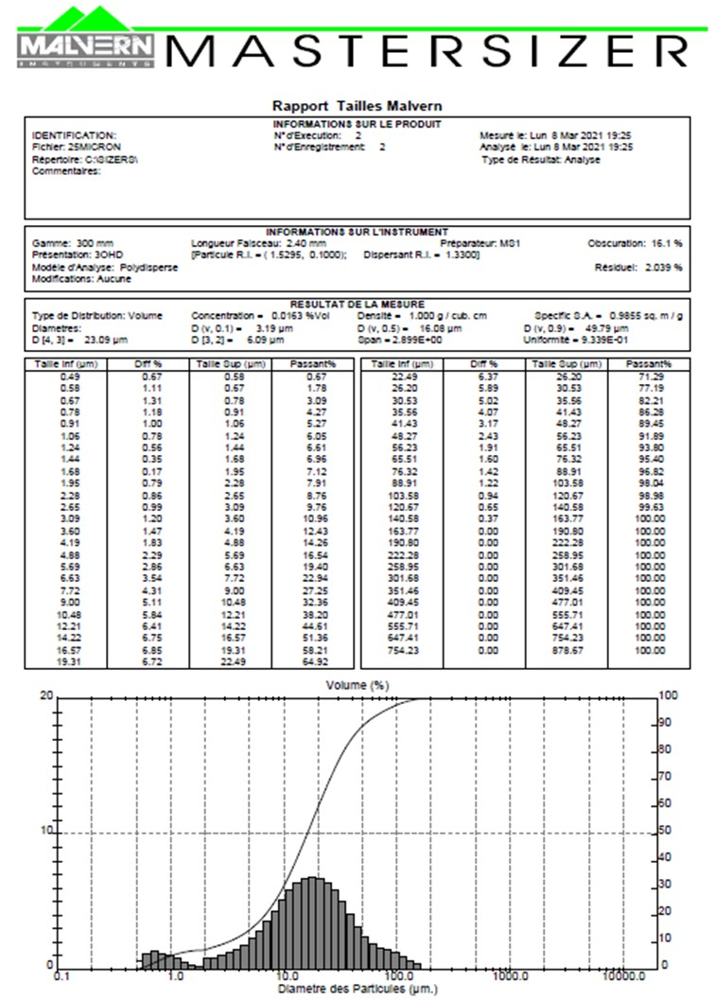 MALVERN
INSTRUMENTS
MASTERSIZER
Rapport Tailles Malvern
INFORMATIONS SUR LE PRODUIT
IDENTIFICATION: N°d'Execution: 2 Mesuré le: Lun 8 Mar 2021 19:25
Fichier: 25MICRON N°d'Enregistrement: 2 Analysé le: Lun 8 Mar 2021 19:25
Répertoire: C:\SIZERS\ Type de Résultat: Analyse
Commentaires:
INFORMATIONS SUR L'INSTRUMENT
Gamme: 300 mm Longueur Faisceau: 2.40 mm Préparateur: MS1 Obscuration: 16.1 %
Présentation: 3OHD [Particule R.I. = ( 1.5295, 0.1000); Dispersant R.I. = 1.3300]
Modèle d'Analyse: Polydisperse Résiduel: 2.039 %
Modifications: Aucune
RESULTAT DE LA MESURE
Type de Distribution: Volume Concentration = 0.0163 %Vol Densité = 1.000 g / cub. cm Specific S.A. = 0.9855 sq. m / g
Diametres: D (v, 0.1) = 3.19 µm D (v, 0.5) = 16.08 µm D (v, 0.9) = 49.79 µm
D [4, 3] = 23.09 µm D [3, 2] = 6.09 µm Span = 2.899E+00 Uniformité = 9.339E-01
Taille Inf (µm) Diff % Taille Sup (µm) Passant% Taille Inf (µm) Diff % Taille Sup (µm) Passant%
0.49 0.67 0.58 0.67 22.49 6.37 26.20 71.29
0.58 1.11 0.67 1.78 26.20 5.89 30.53 77.19
0.67 1.31 0.78 3.09 30.53 5.02 35.56 82.21
0.78 1.18 0.91 4.27 35.56 4.07 41.43 86.28
0.91 1.00 1.06 5.27 41.43 3.17 48.27 89.45
1.06 0.78 1.24 6.05 48.27 2.43 56.23 91.89
1.24 0.56 1.44 6.61 56.23 1.91 65.51 93.80
1.44 0.35 1.68 6.96 65.51 1.60 76.32 95.40
1.68 0.17 1.95 7.12 76.32 1.42 88.91 96.82
1.95 0.79 2.28 7.91 88.91 1.22 103.58 98.04
2.28 0.86 2.65 8.76 103.58 0.94 120.67 98.98
2.65 0.99 3.09 9.76 120.67 0.65 140.58 99.63
3.09 1.20 3.60 10.96 140.58 0.37 163.77 100.00
3.60 1.47 4.19 12.43 163.77 0.00 190.80 100.00
4.19 1.83 4.88 14.26 190.80 0.00 222.28 100.00
4.88 2.29 5.69 16.54 222.28 0.00 258.95 100.00
5.69 2.86 6.63 19.40 258.95 0.00 301.68 100.00
6.63 3.54 7.72 22.94 301.68 0.00 351.46 100.00
7.72 4.31 9.00 27.25 351.46 0.00 409.45 100.00
9.00 5.11 10.48 32.36 409.45 0.00 477.01 100.00
10.48 5.84 12.21 38.20 477.01 0.00 555.71 100.00
12.21 6.41 14.22 44.61 555.71 0.00 647.41 100.00
14.22 6.75 16.57 51.36 647.41 0.00 754.23 100.00
16.57 6.85 19.31 58.21 754.23 0.00 878.67 100.00
19.31 6.72 22.49 64.92
Volume (%)
20 100
90
80
70
60
10 50
40
30
20
10
0 0
0.1 1.0 10.0 100.0 1000.0 10000.0
Diametre des Particules (µm.)